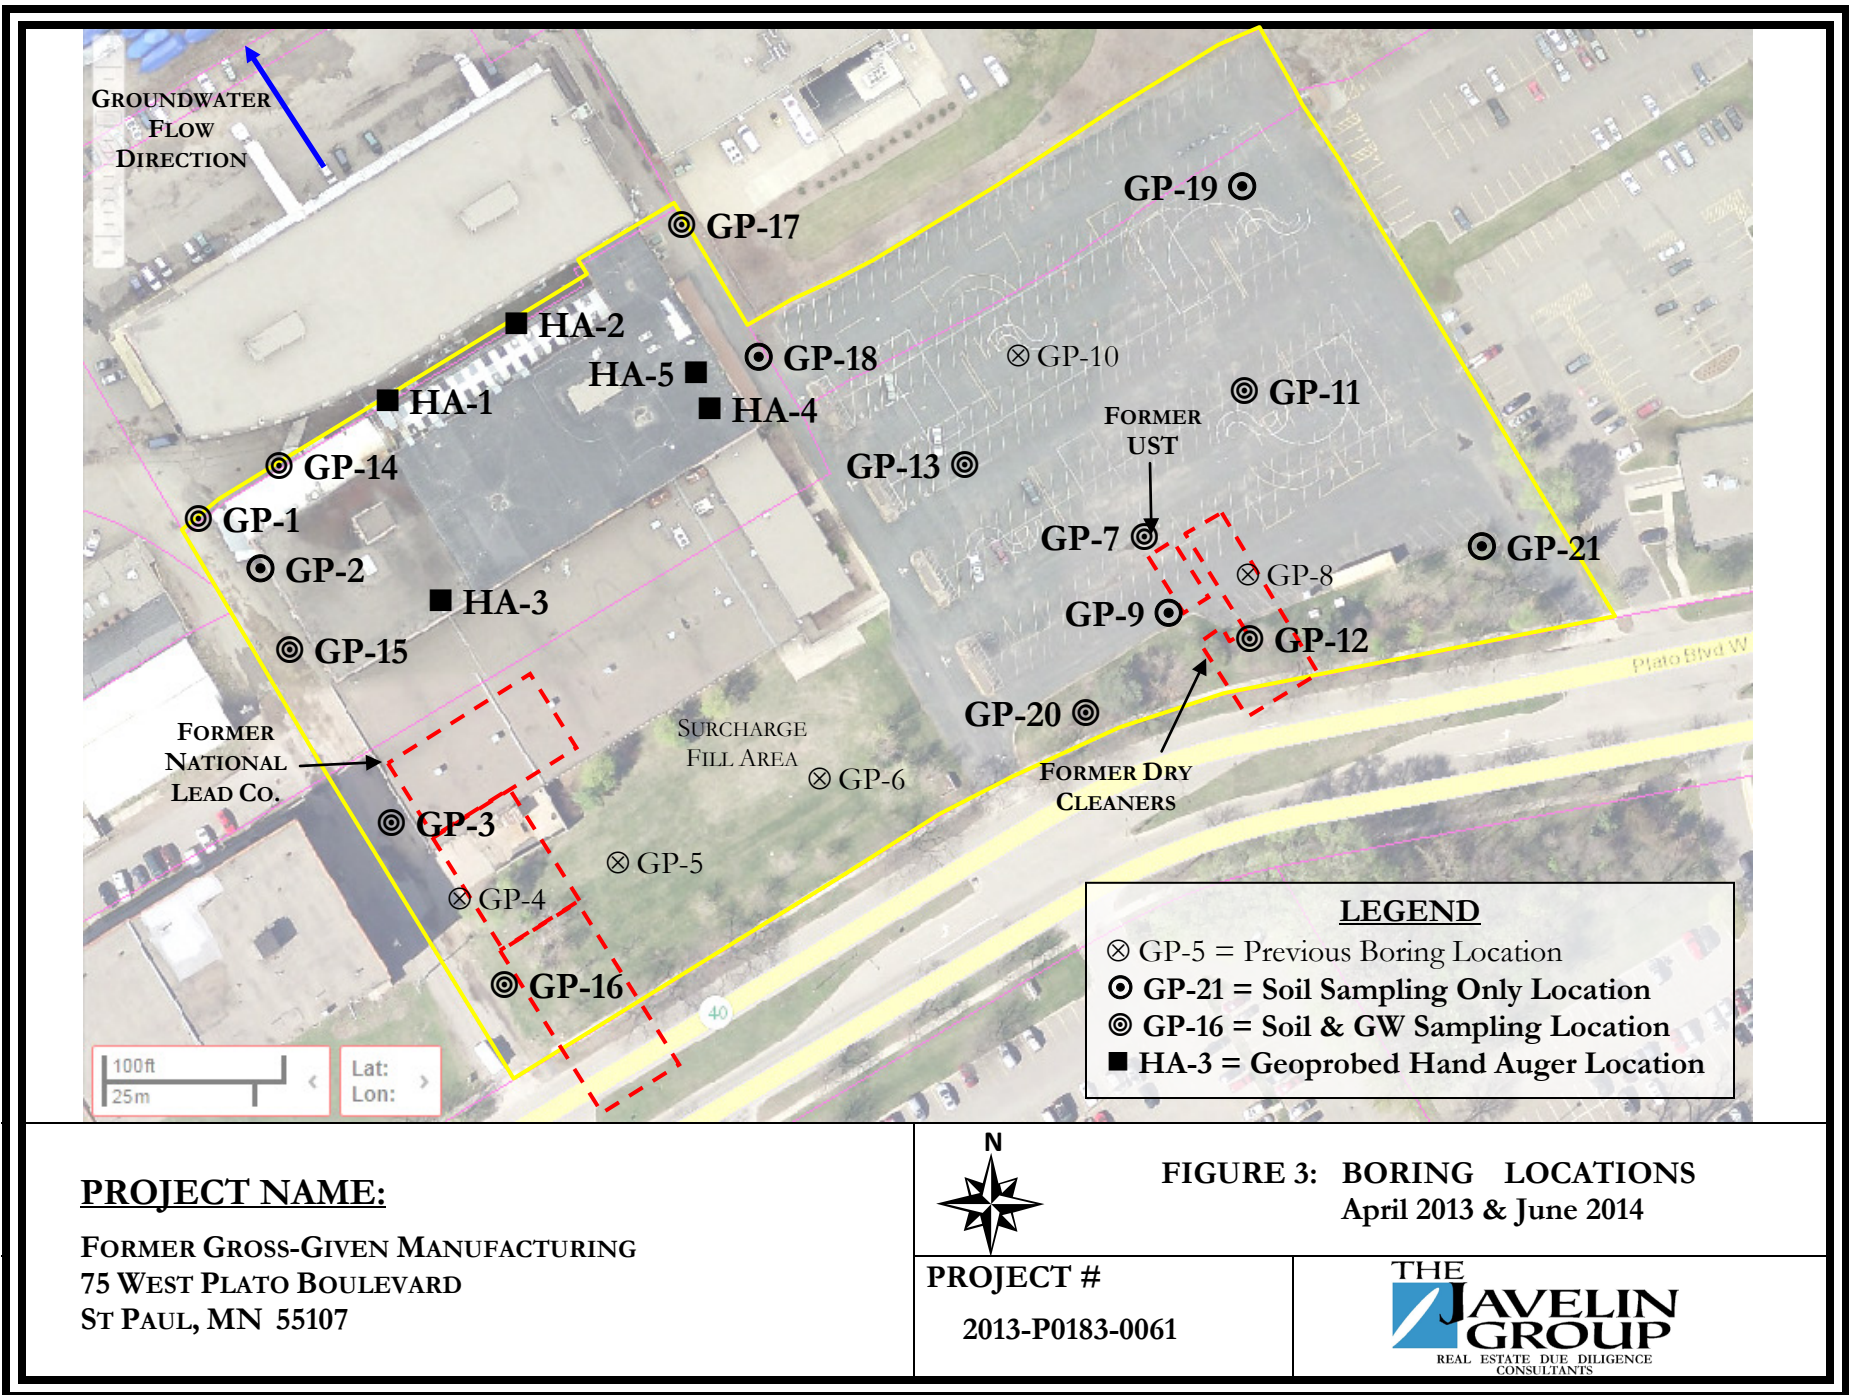 GROUNDWATER
FLOW
DIRECTION
GP-19
GP-17
HA-2
GP-18
GP-10
HA-5
HA-1
HA-4
GP-11
FORMER
UST
GP-14
GP-13
GP-1
GP-7
GP-21
GP-2
GP-8
HA-3
GP-9
GP-12
GP-15
Plato Blvd W
GP-20
SURCHARGE
FILL AREA
FORMER
NATIONAL
LEAD CO.
GP-6
FORMER DRY
CLEANERS
GP-3
GP-5
GP-4
GP-16
40
LEGEND
⊗ GP-5 = Previous Boring Location
GP-21 = Soil Sampling Only Location
GP-16 = Soil & GW Sampling Location
■ HA-3 = Geoprobed Hand Auger Location
100ft
25m
Lat:
Lon:
PROJECT NAME:
FORMER GROSS-GIVEN MANUFACTURING
75 WEST PLATO BOULEVARD
ST PAUL, MN 55107
N
FIGURE 3: BORING LOCATIONS
April 2013 & June 2014
PROJECT #
2013-P0183-0061
THE
JAVELIN
GROUP
REAL ESTATE DUE DILIGENCE
CONSULTANTS